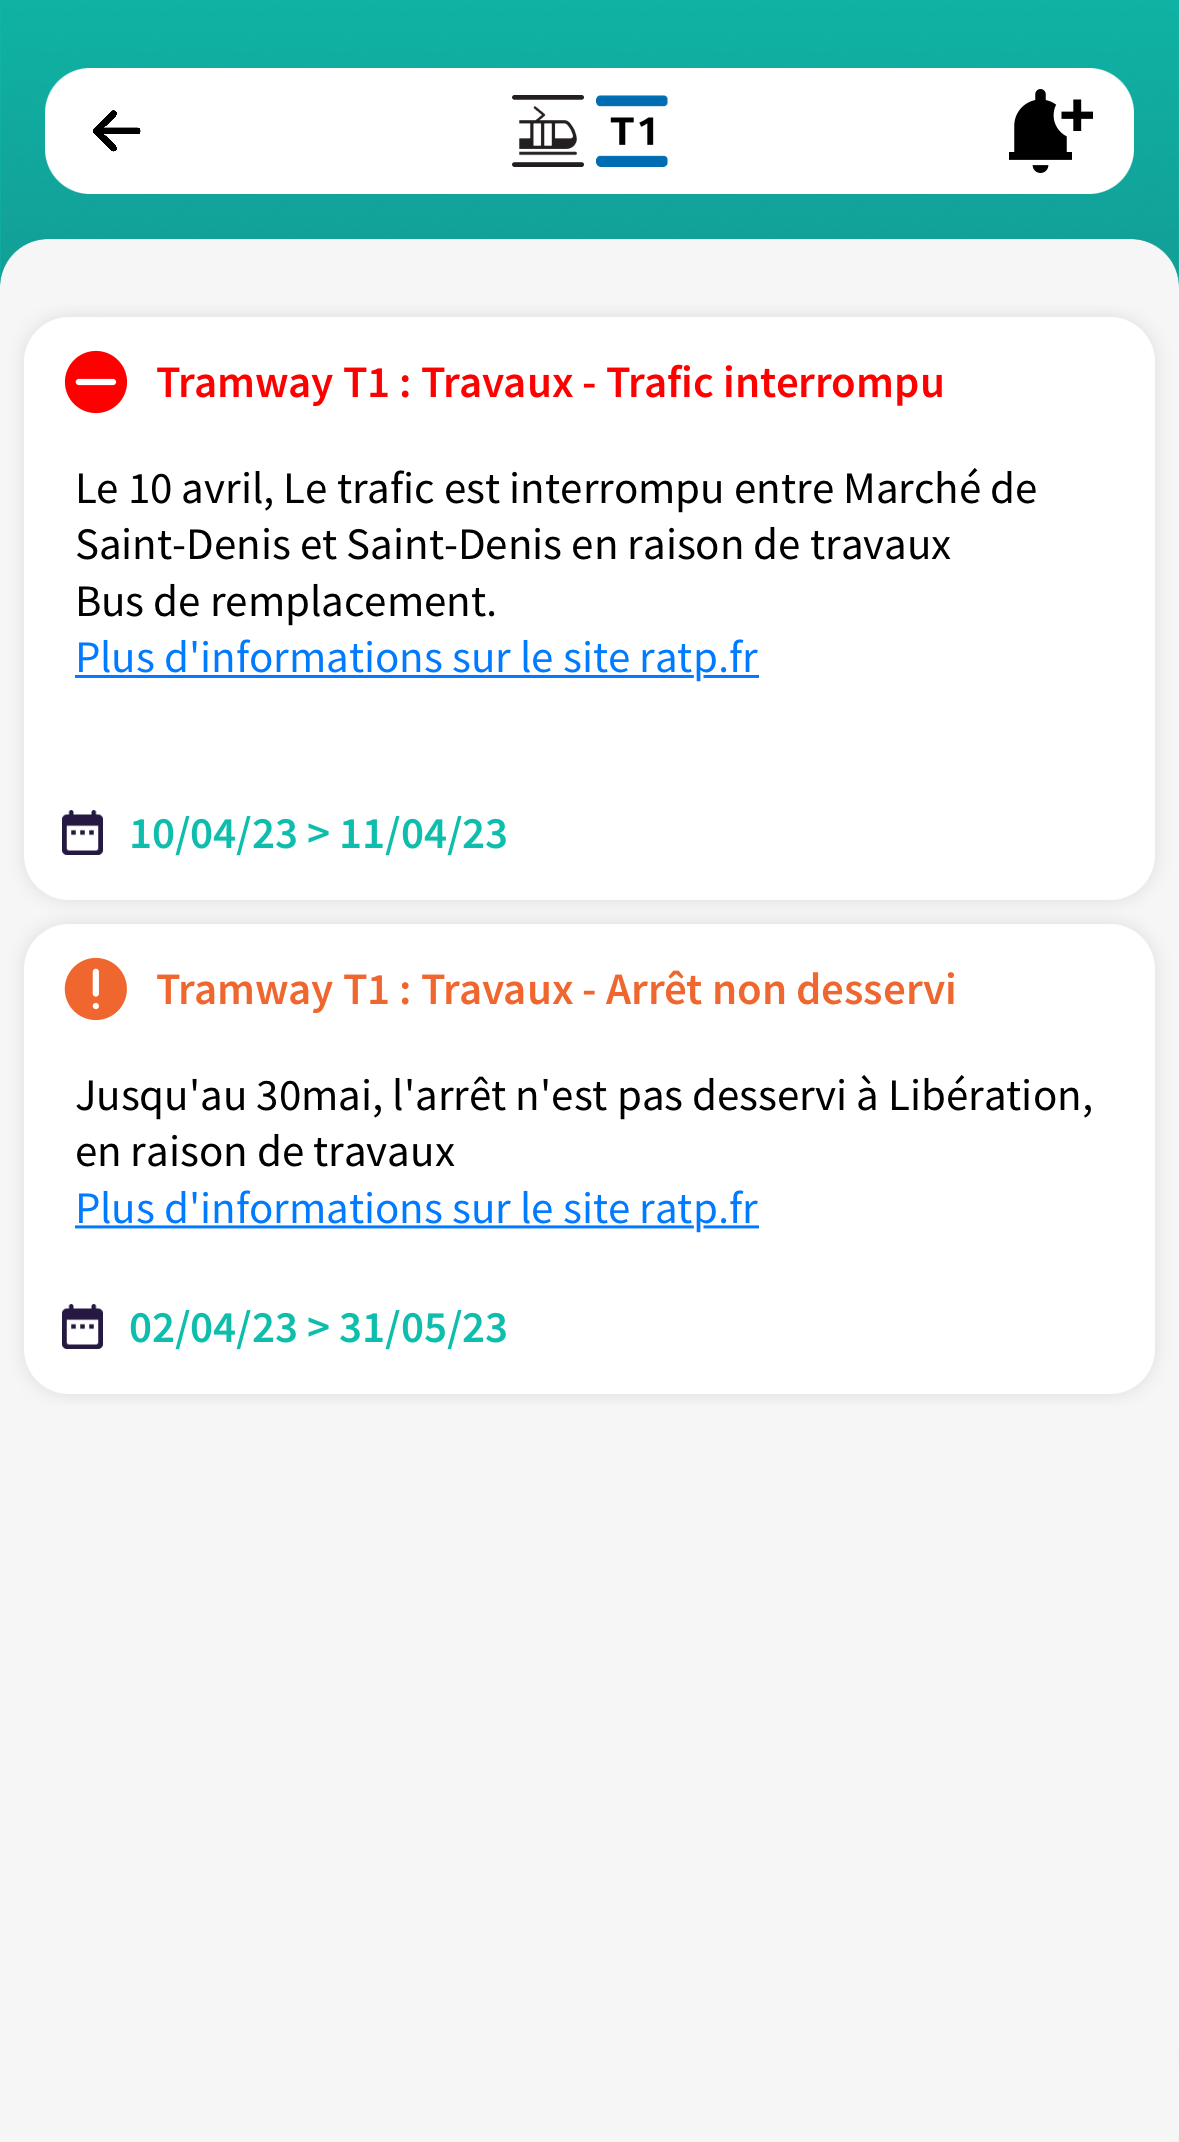 T1
Tramway T1 : Travaux - Trafic interrompu
Le 10 avril, Le trafic est interrompu entre Marché de
Saint-Denis et Saint-Denis en raison de travaux
Bus de remplacement.
Plus d'informations sur le site ratp.fr
10/04/23 > 11/04/23
Tramway T1 : Travaux - Arrêt non desservi
Jusqu'au 30mai, l'arrêt n'est pas desservi à Libération,
en raison de travaux
Plus d'informations sur le site ratp.fr
02/04/23 > 31/05/23